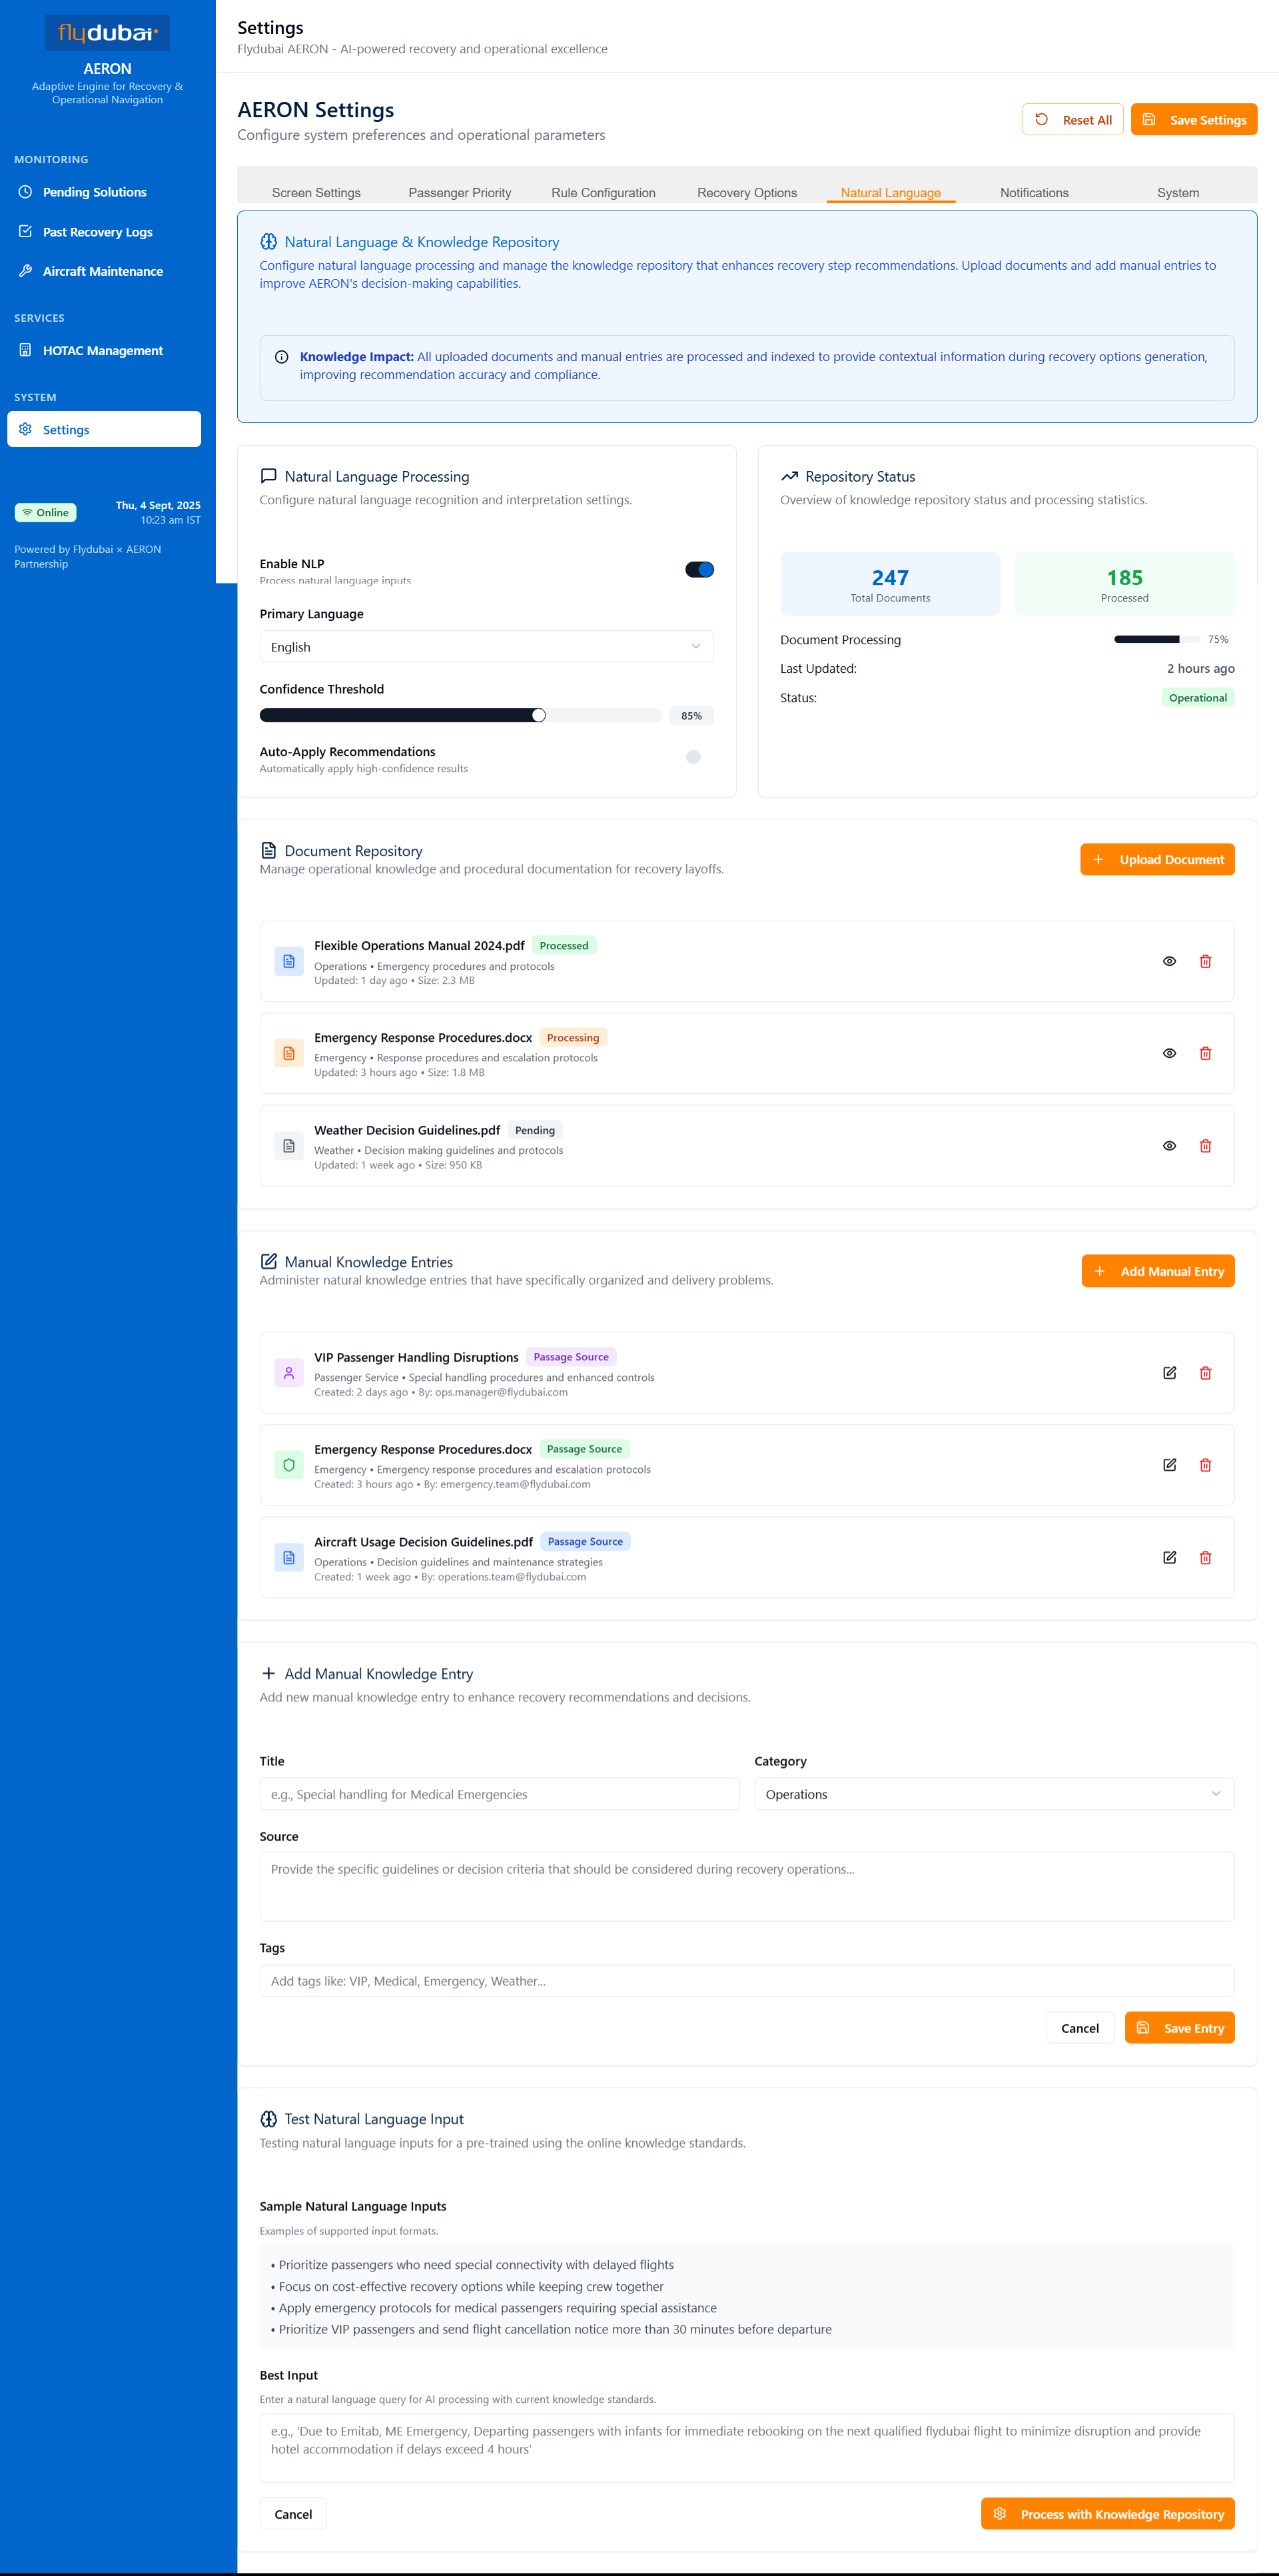 flydubai
AERON
Adaptive Engine for Recovery &
Operational Navigation
MONITORING
Pending Solutions
Past Recovery Logs
Aircraft Maintenance
SERVICES
HOTAC Management
SYSTEM
Settings
Online
Thu, 4 Sept, 2025
10:23 am IST
Powered by Flydubai × AERON
Partnership
Settings
Flydubai AERON - AI-powered recovery and operational excellence
AERON Settings
Configure system preferences and operational parameters
Reset All
Save Settings
Screen Settings
Passenger Priority
Rule Configuration
Recovery Options
Natural Language
Notifications
System
Natural Language & Knowledge Repository
Configure natural language processing and manage the knowledge repository that enhances recovery step recommendations. Upload documents and add manual entries to
improve AERON's decision-making capabilities.
Knowledge Impact: All uploaded documents and manual entries are processed and indexed to provide contextual information during recovery options generation,
improving recommendation accuracy and compliance.
Natural Language Processing
Configure natural language recognition and interpretation settings.
Enable NLP
Process natural language inputs
Primary Language
English
Confidence Threshold
85%
Auto-Apply Recommendations
Automatically apply high-confidence results
Repository Status
Overview of knowledge repository status and processing statistics.
247
Total Documents
185
Processed
Document Processing
75%
Last Updated:
2 hours ago
Status:
Operational
Document Repository
Manage operational knowledge and procedural documentation for recovery layoffs.
Upload Document
Flexible Operations Manual 2024.pdf
Processed
Operations • Emergency procedures and protocols
Updated: 1 day ago • Size: 2.3 MB
Emergency Response Procedures.docx
Processing
Emergency • Response procedures and escalation protocols
Updated: 3 hours ago • Size: 1.8 MB
Weather Decision Guidelines.pdf
Pending
Weather • Decision making guidelines and protocols
Updated: 1 week ago • Size: 950 KB
Manual Knowledge Entries
Administer natural knowledge entries that have specifically organized and delivery problems.
Add Manual Entry
VIP Passenger Handling Disruptions
Passage Source
Passenger Service • Special handling procedures and enhanced controls
Created: 2 days ago • By: ops.manager@flydubai.com
Emergency Response Procedures.docx
Passage Source
Emergency • Emergency response procedures and escalation protocols
Created: 3 hours ago • By: emergency.team@flydubai.com
Aircraft Usage Decision Guidelines.pdf
Passage Source
Operations • Decision guidelines and maintenance strategies
Created: 1 week ago • By: operations.team@flydubai.com
Add Manual Knowledge Entry
Add new manual knowledge entry to enhance recovery recommendations and decisions.
Title
e.g., Special handling for Medical Emergencies
Category
Operations
Source
Provide the specific guidelines or decision criteria that should be considered during recovery operations...
Tags
Add tags like: VIP, Medical, Emergency, Weather...
Cancel
Save Entry
Test Natural Language Input
Testing natural language inputs for a pre-trained using the online knowledge standards.
Sample Natural Language Inputs
Examples of supported input formats.
• Prioritize passengers who need special connectivity with delayed flights
• Focus on cost-effective recovery options while keeping crew together
• Apply emergency protocols for medical passengers requiring special assistance
• Prioritize VIP passengers and send flight cancellation notice more than 30 minutes before departure
Best Input
Enter a natural language query for AI processing with current knowledge standards.
e.g., 'Due to Emitab, ME Emergency, Departing passengers with infants for immediate rebooking on the next qualified flydubai flight to minimize disruption and provide
hotel accommodation if delays exceed 4 hours'
Cancel
Process with Knowledge Repository